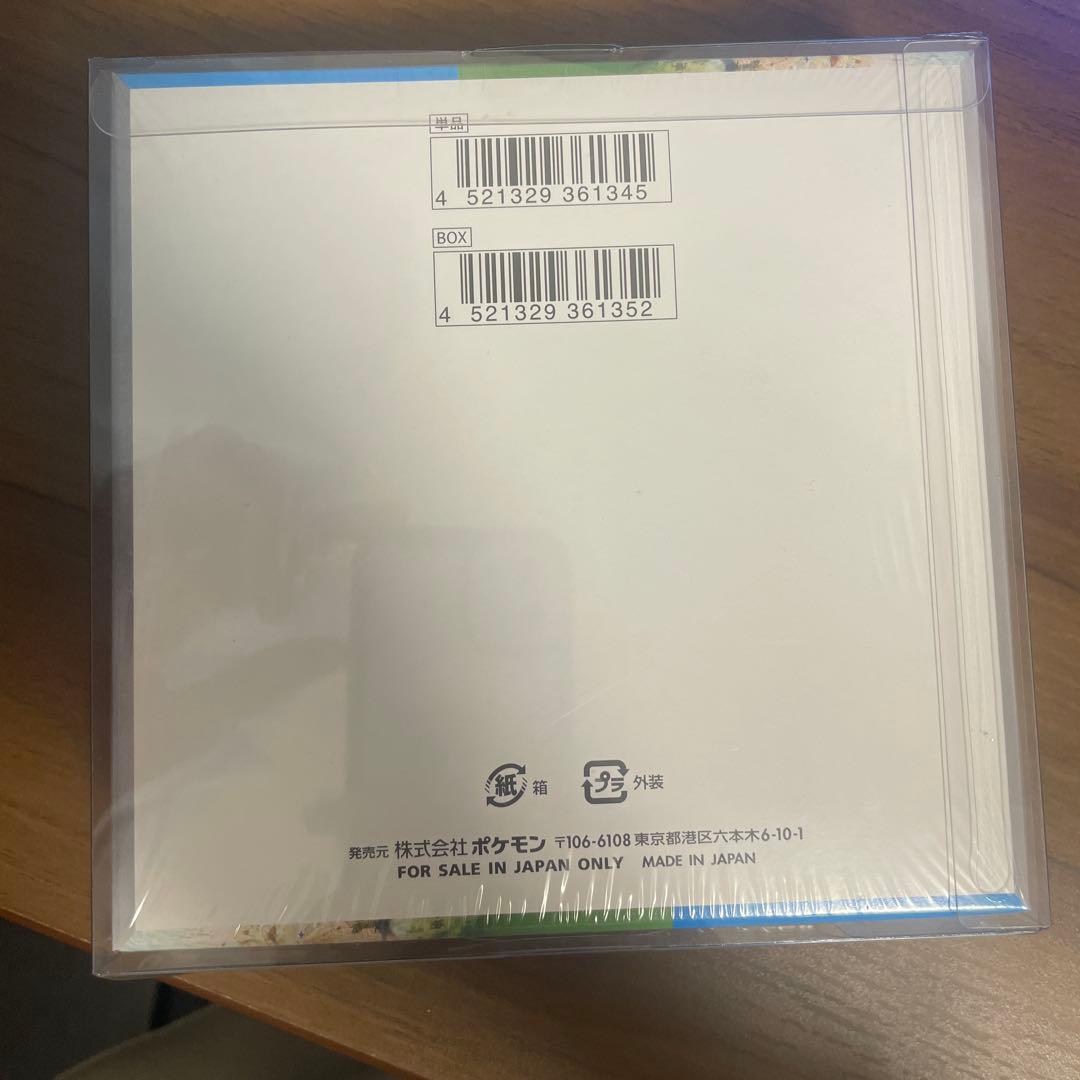 単品
4 521329 361345
BOX
4 521329 361352
紙 箱 プラ 外装
発売元 株式会社 ポケモン 〒106-6108 東京都港区六本木6-10-1
FOR SALE IN JAPAN ONLY MADE IN JAPAN